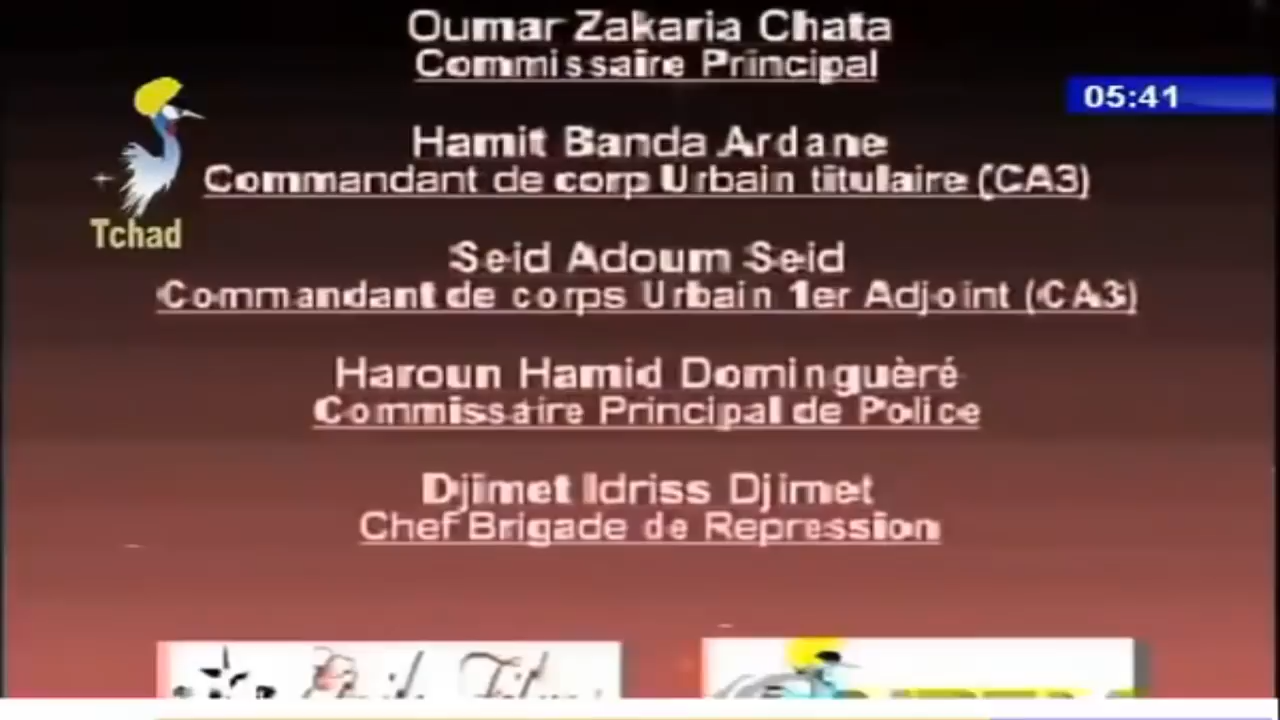 Oumar Zakaria Chata
Commissaire Principal
05:41
Hamit Banda Ardane
Commandant de corp Urbain titulaire (CA3)
Tchad
Seid Adoum Seid
Commandant de corps Urbain 1er Adjoint (CA3)
Haroun Hamid Dominguèré
Commissaire Principal de Police
Djimet Idriss Djimet
Chef Brigade de Repression